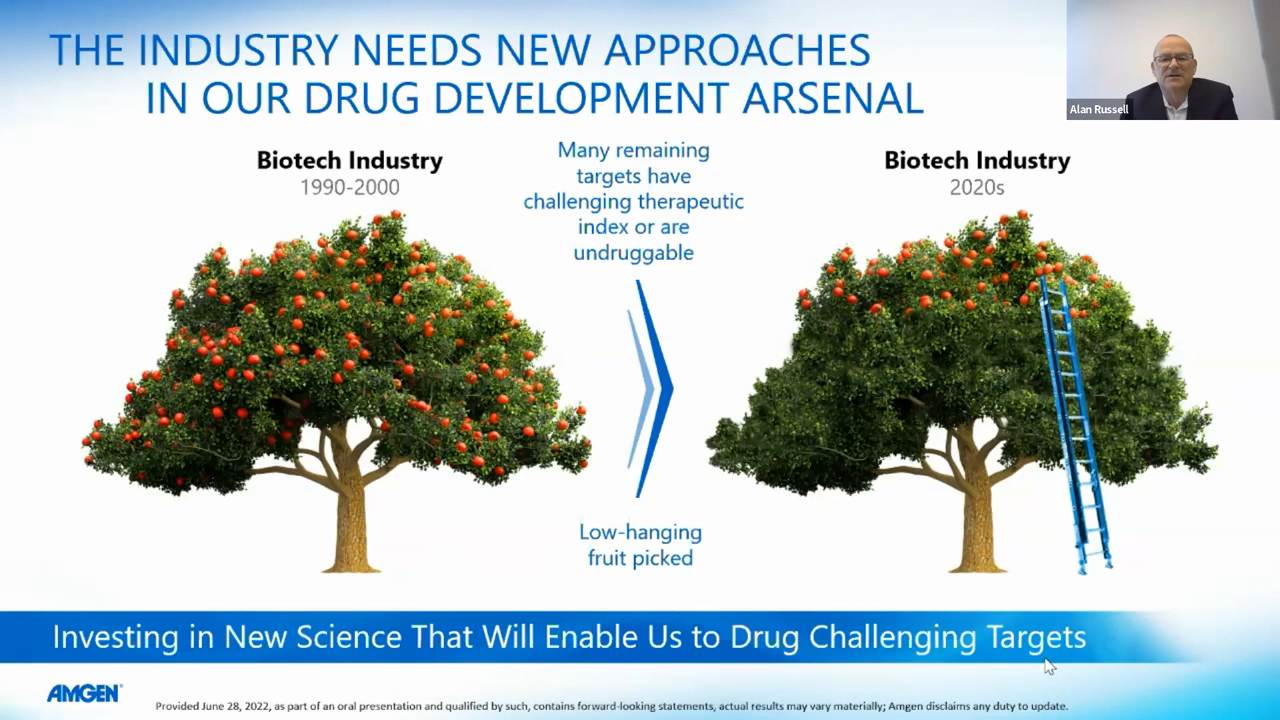 THE INDUSTRY NEEDS NEW APPROACHES
IN OUR DRUG DEVELOPMENT ARSENAL
Alan Russell
Biotech Industry
1990-2000
Many remaining
targets have
challenging therapeutic
index or are
undruggable
Low-hanging
fruit picked
Biotech Industry
2020s
Investing in New Science That Will Enable Us to Drug Challenging Targets
AMGEN®
Provided June 28, 2022, as part of an oral presentation and qualified by such, contains forward-looking statements, actual results may vary materially; Amgen disclaims any duty to update.